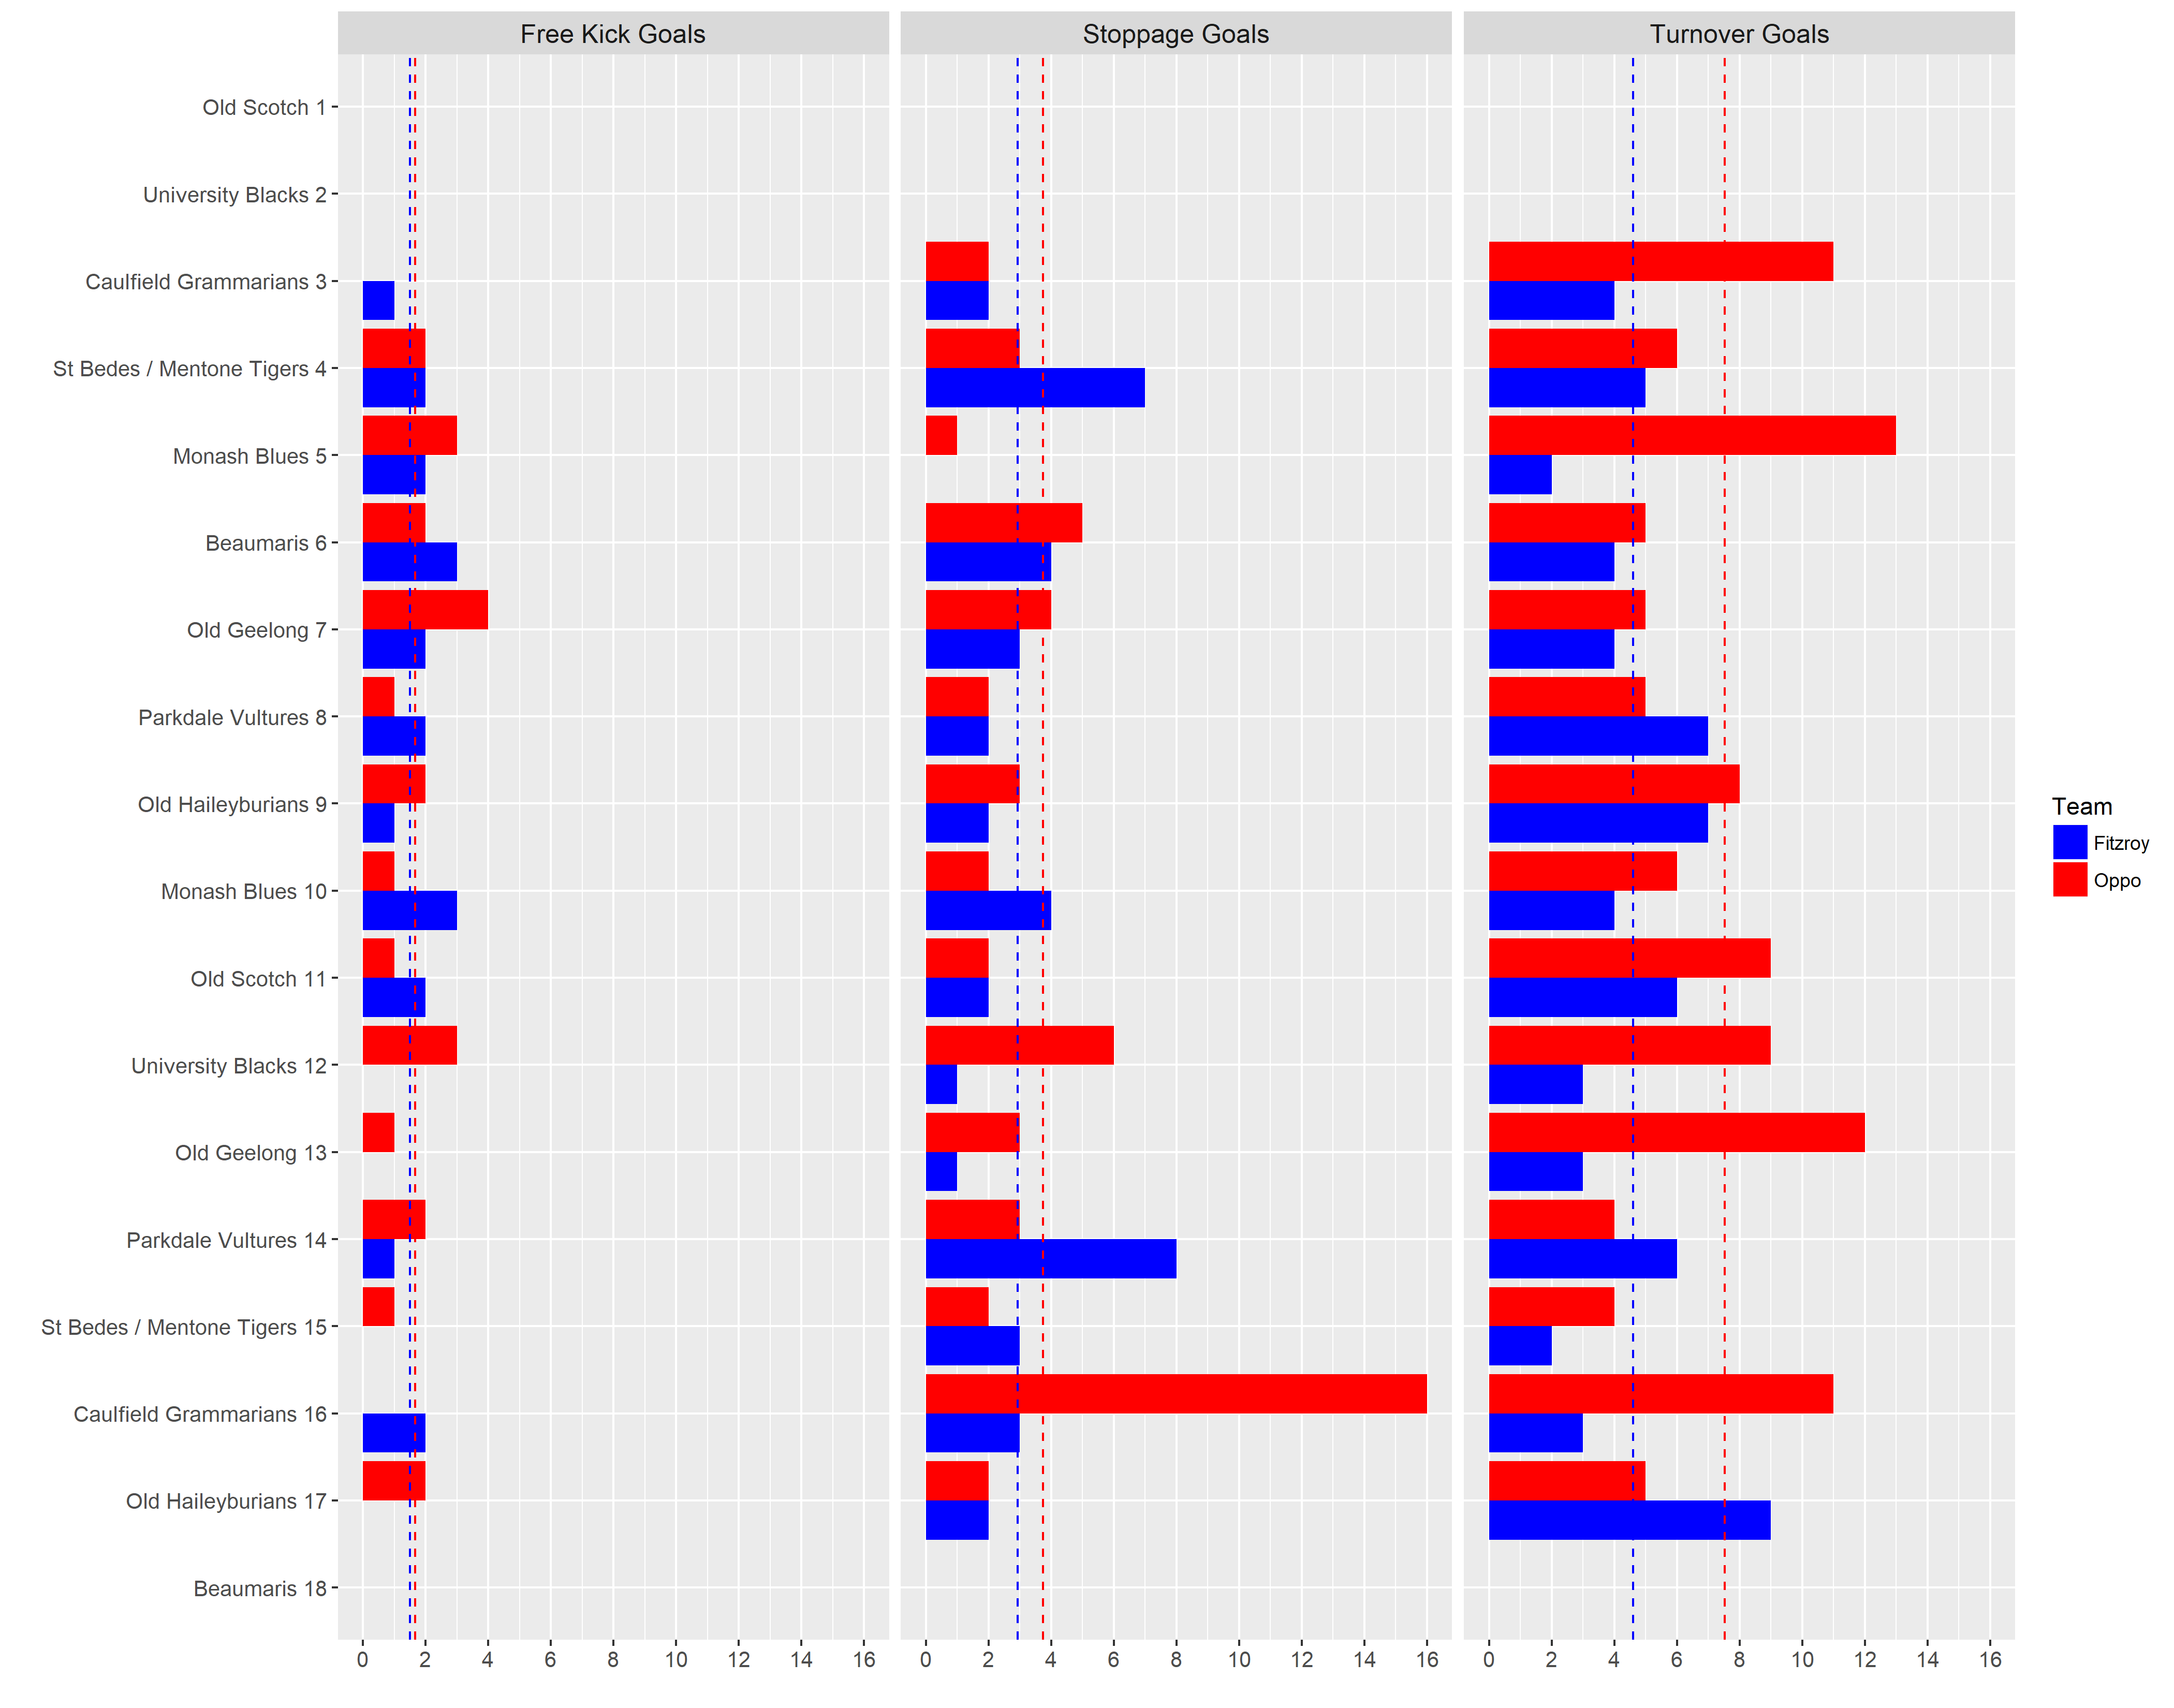 Free Kick Goals Stoppage Goals Turnover Goals
Old Scotch 1
University Blacks 2
Caulfield Grammarians 3
St Bedes / Mentone Tigers 4
Monash Blues 5
Beaumaris 6
Old Geelong 7
Parkdale Vultures 8
Old Haileyburians 9
Monash Blues 10
Old Scotch 11
University Blacks 12
Old Geelong 13
Parkdale Vultures 14
St Bedes / Mentone Tigers 15
Caulfield Grammarians 16
Old Haileyburians 17
Beaumaris 18
0 2 4 6 8 10 12 14 16 0 2 4 6 8 10 12 14 16 0 2 4 6 8 10 12 14 16
Team
Fitzroy
Oppo